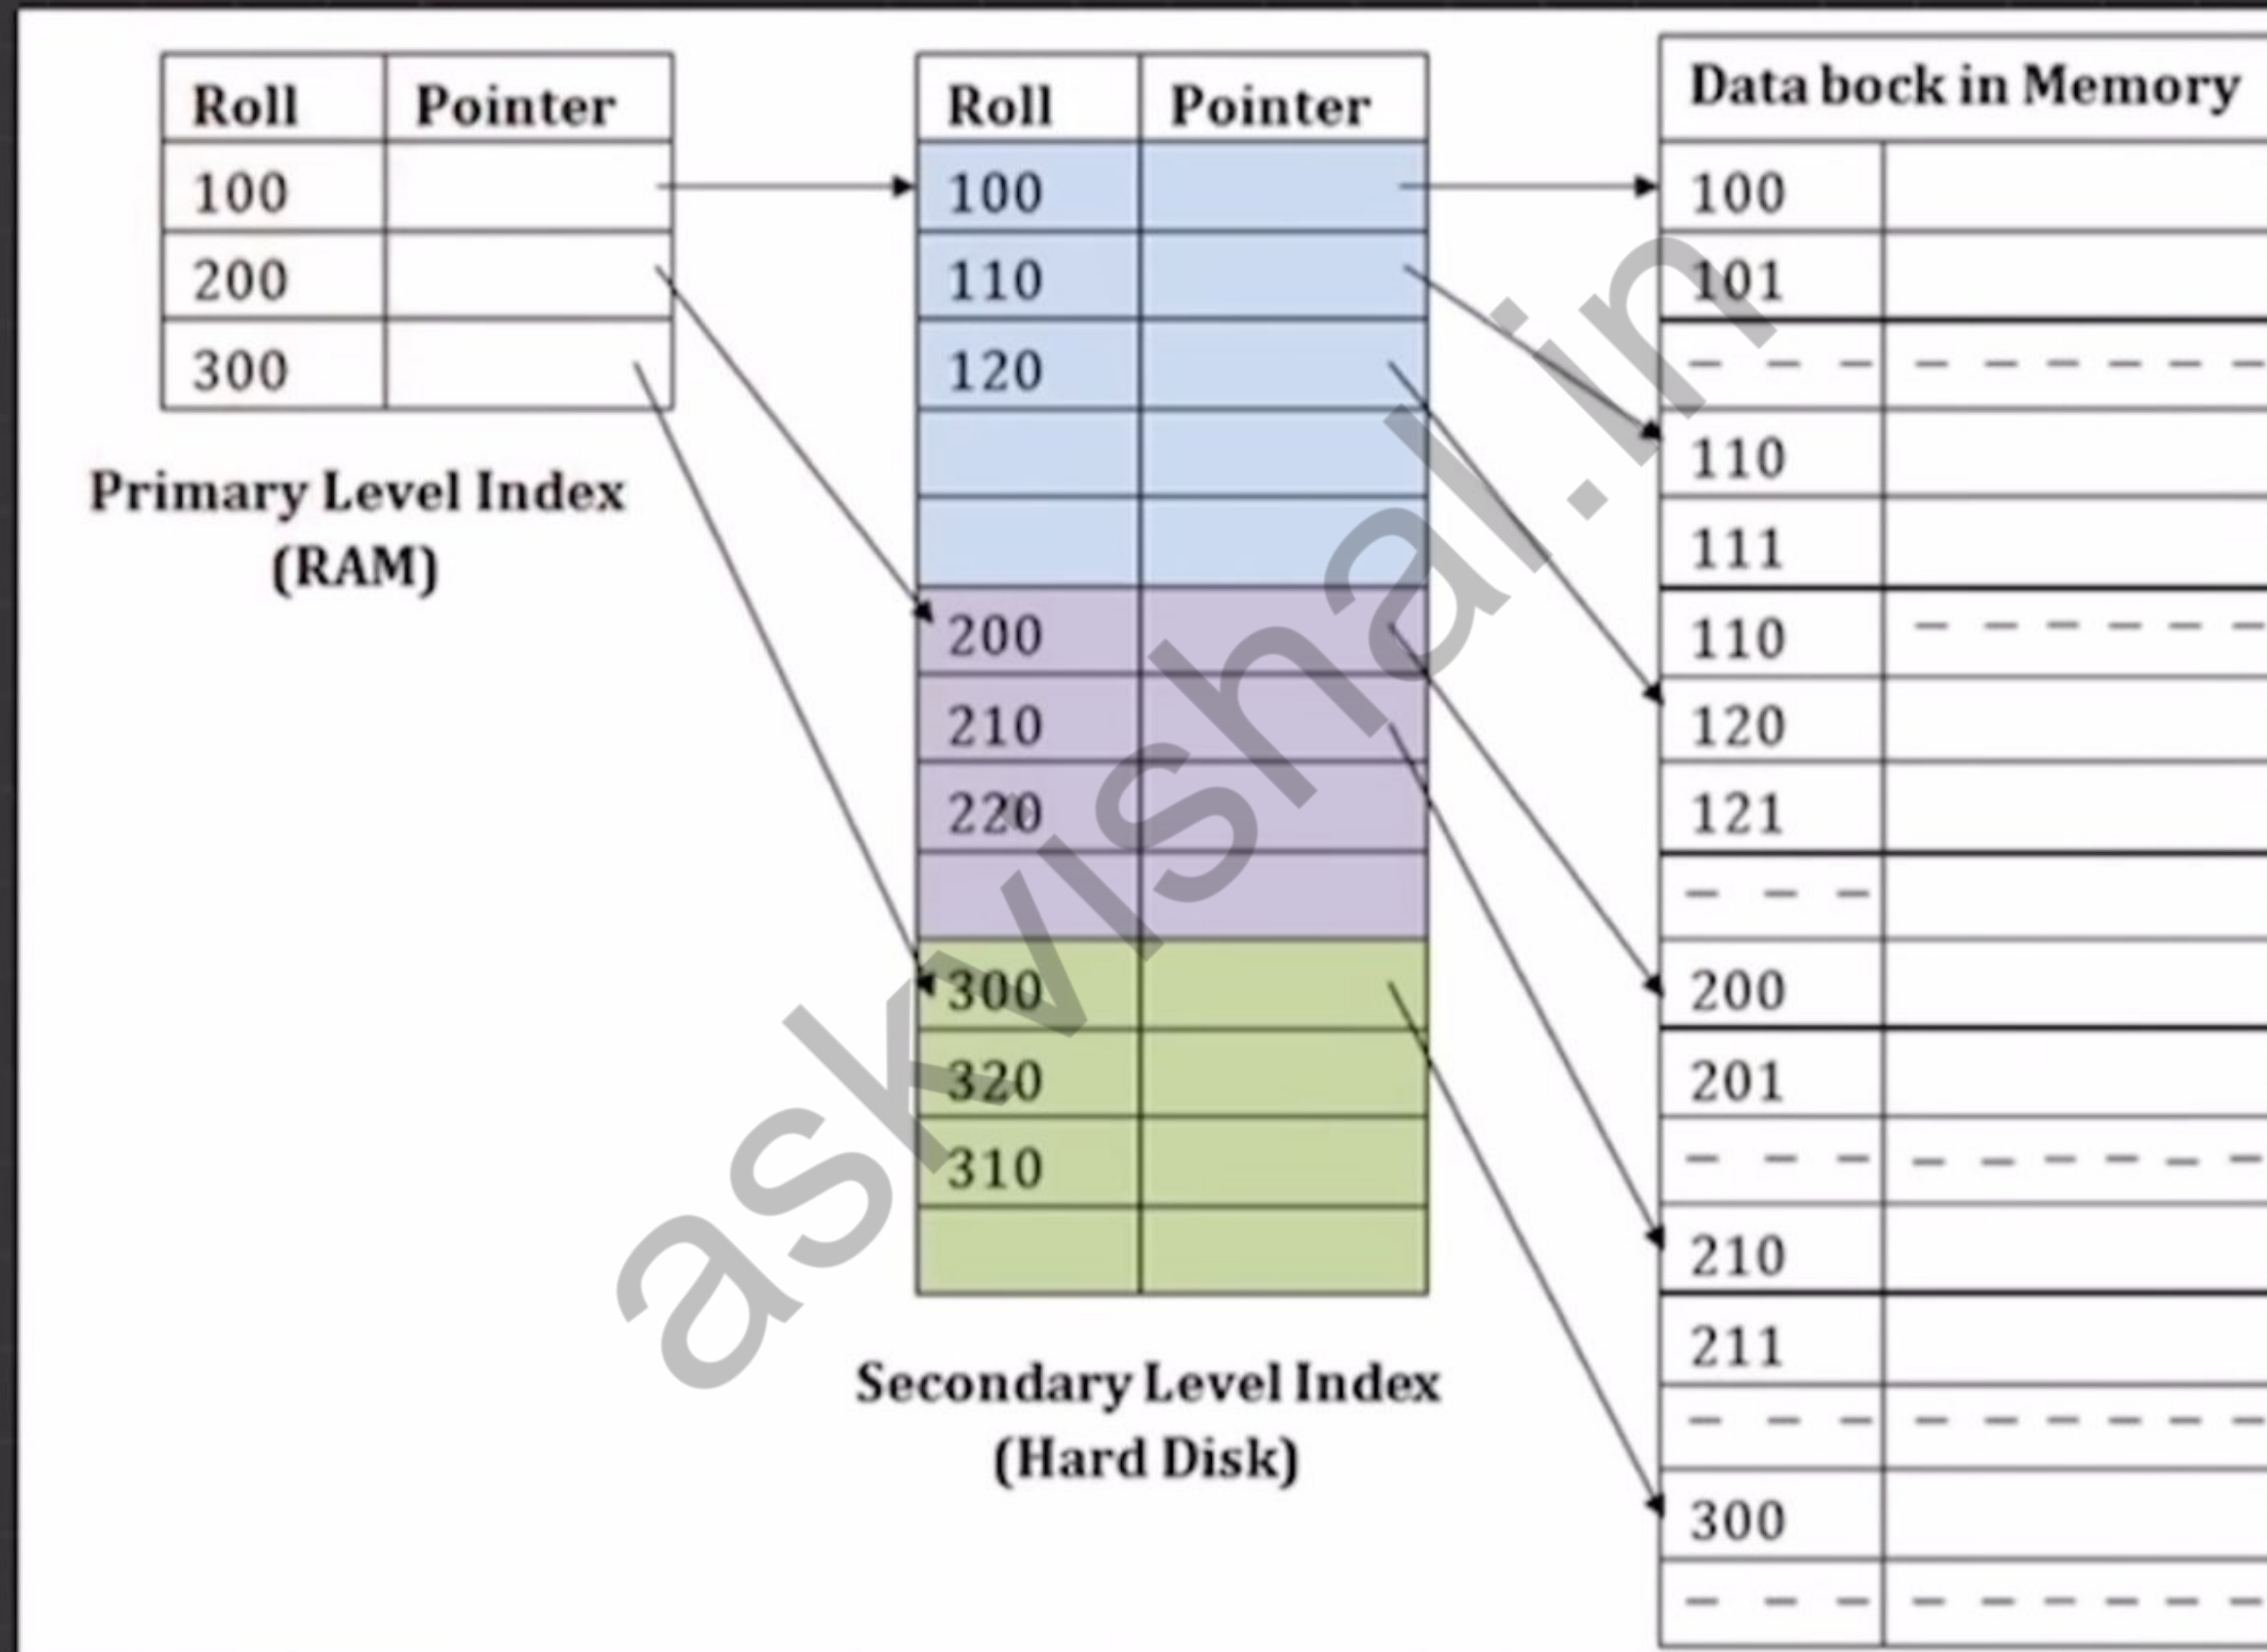 Roll Pointer
100
200
300
Primary Level Index
(RAM)
Roll Pointer
100
110
120
200
210
220
300
320
310
Secondary Level Index
(Hard Disk)
Data bock in Memory
100
101
- - - - - - - - -
110
111
110 - - - - - -
120
121
- - -
200
201
- - - - - - - - -
210
211
- - - - - - - - -
300
- - - - - - - - -
askvishal.in